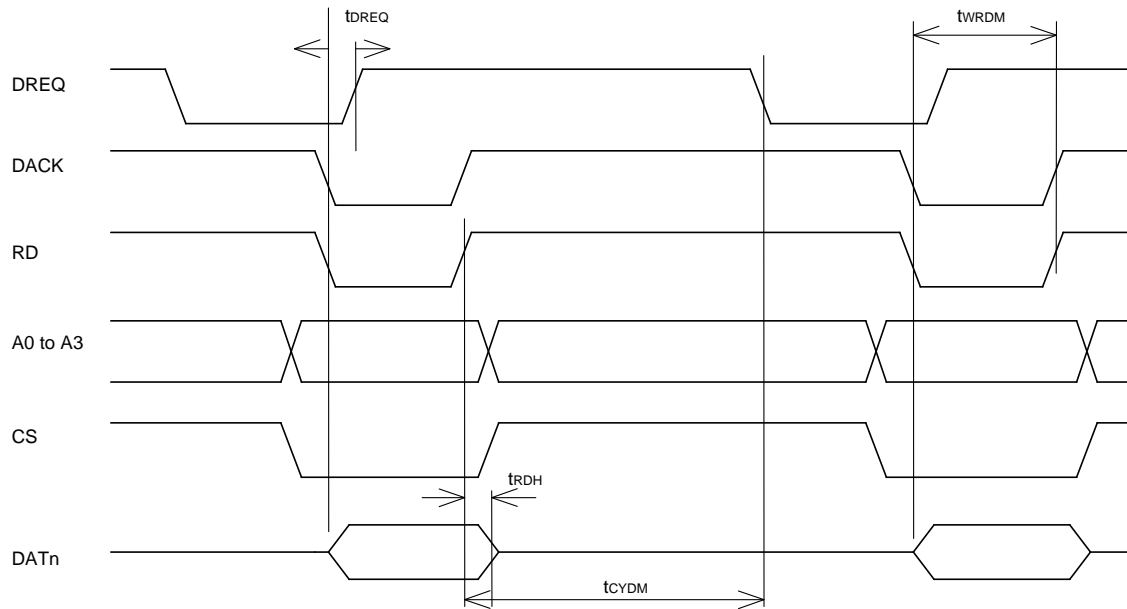 tDREQ
tWRDM
DREQ
DACK
RD
A0 to A3
CS
tRDH
DATn
tCYDM